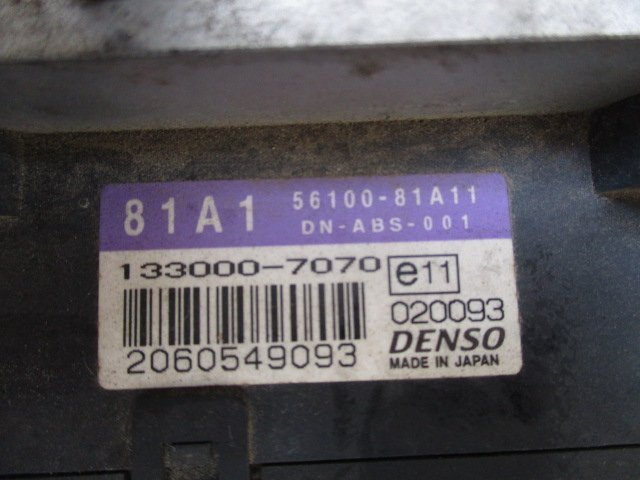 81A1 56100-81A11
DN-ABS-001
133000-7070 e11
020093
2060549093 DENSO
MADE IN JAPAN